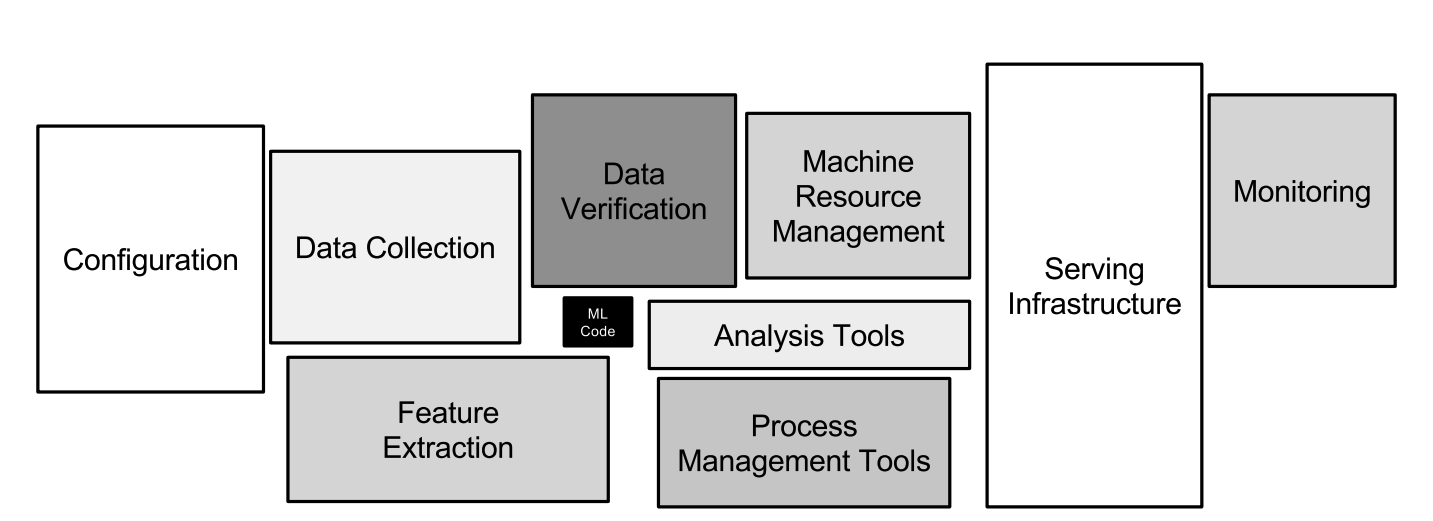 Configuration
Data Collection
Data
Verification
Machine
Resource
Management
Serving
Infrastructure
Monitoring
ML
Code
Analysis Tools
Feature
Extraction
Process
Management Tools